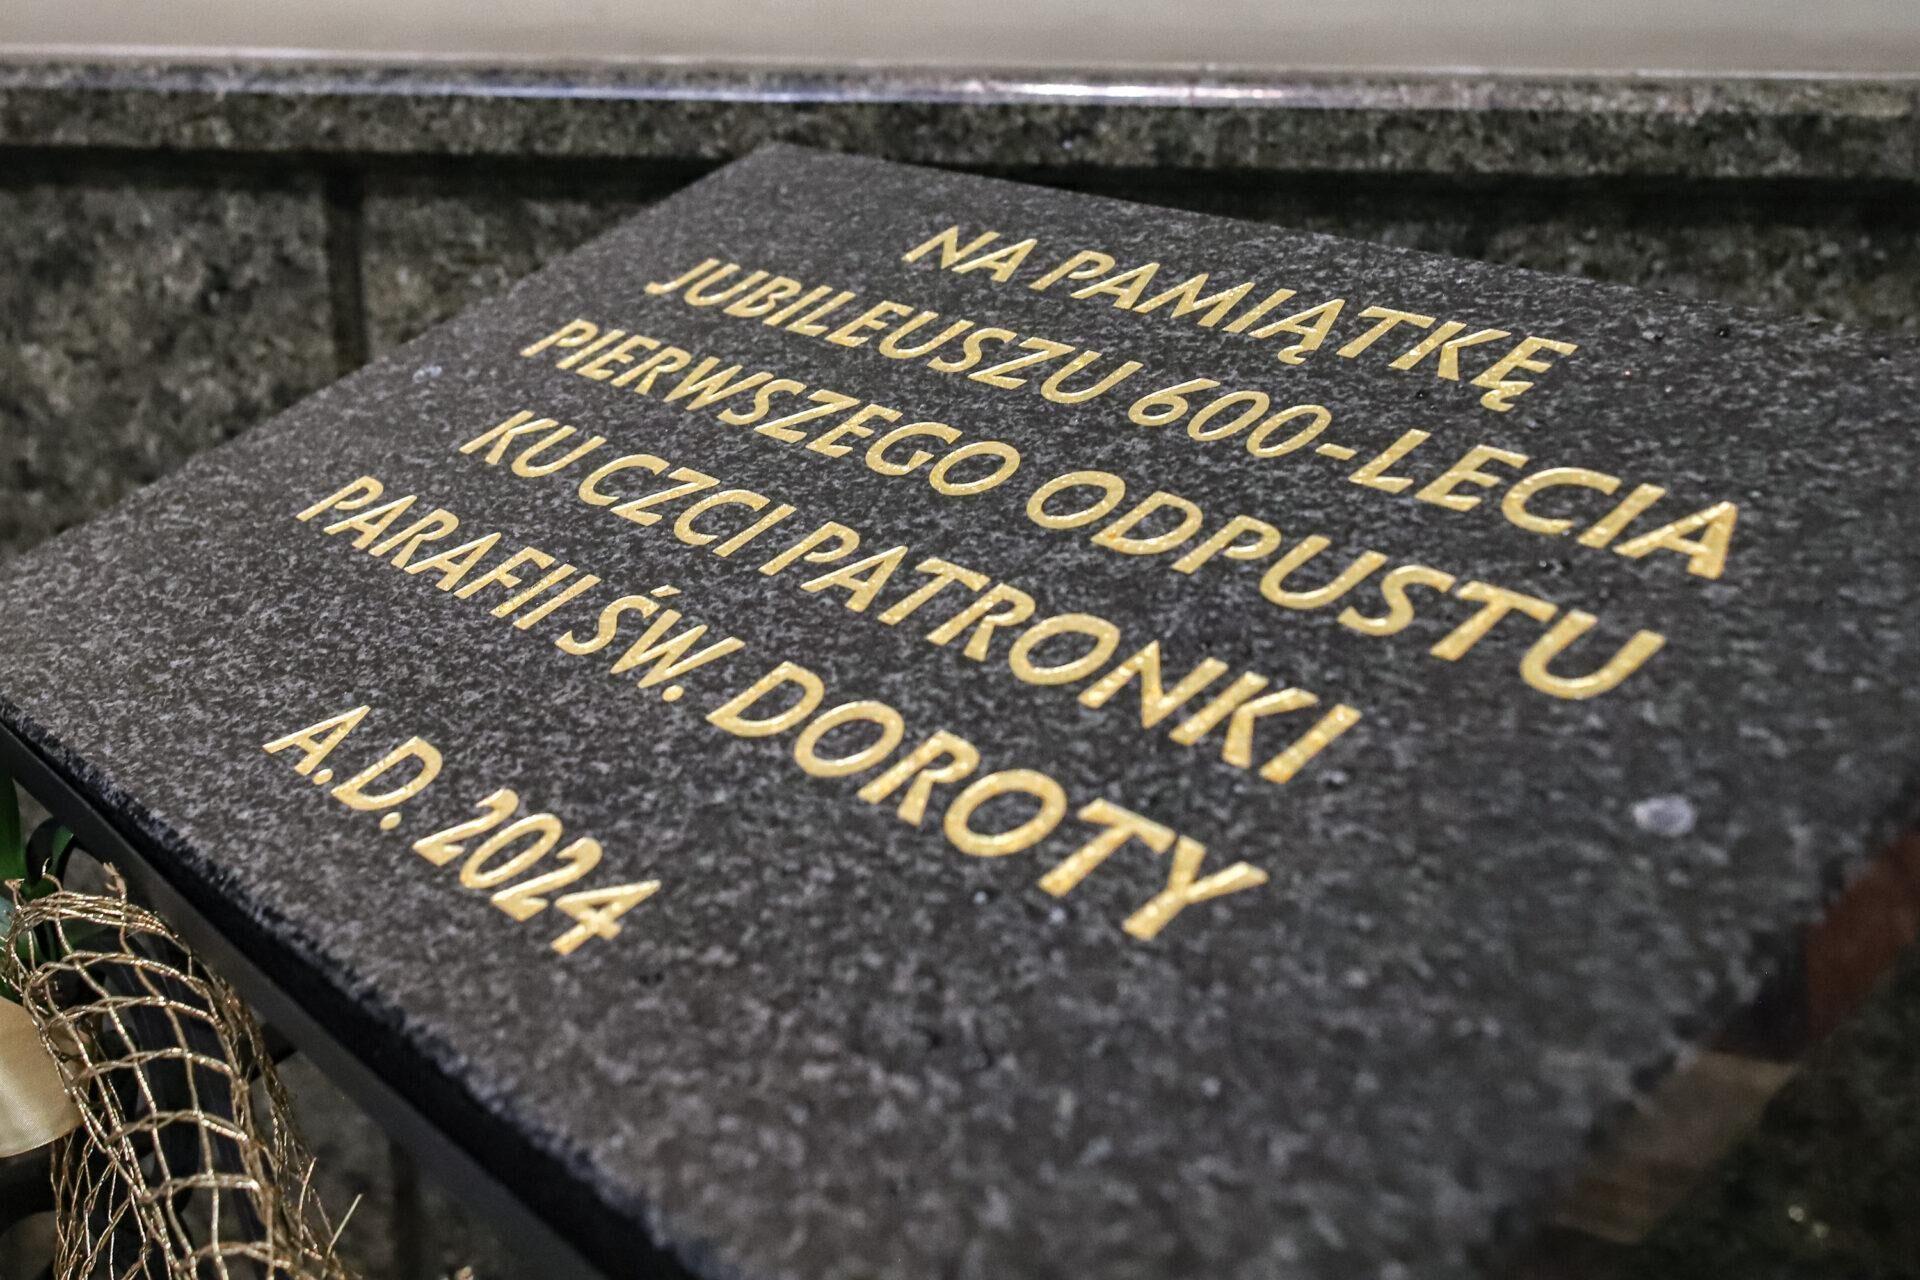 NA PAMIĄTKĘ
JUBILEUSZU 600-LECIA
PIERWSZEGO ODPUSTU
KU CZCI PATRONKI
PARAFII ŚW. DOROTY
A.D. 2024